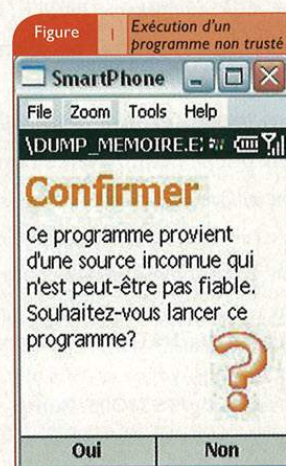 Figure 1 Exécution d'un
programme non trusté
SmartPhone
File Zoom Tools Help
\DUMP_MEMOIRE.E
Confirmer
Ce programme provient
d'une source inconnue qui
n'est peut-être pas fiable.
Souhaitez-vous lancer ce
programme?
?
Oui Non